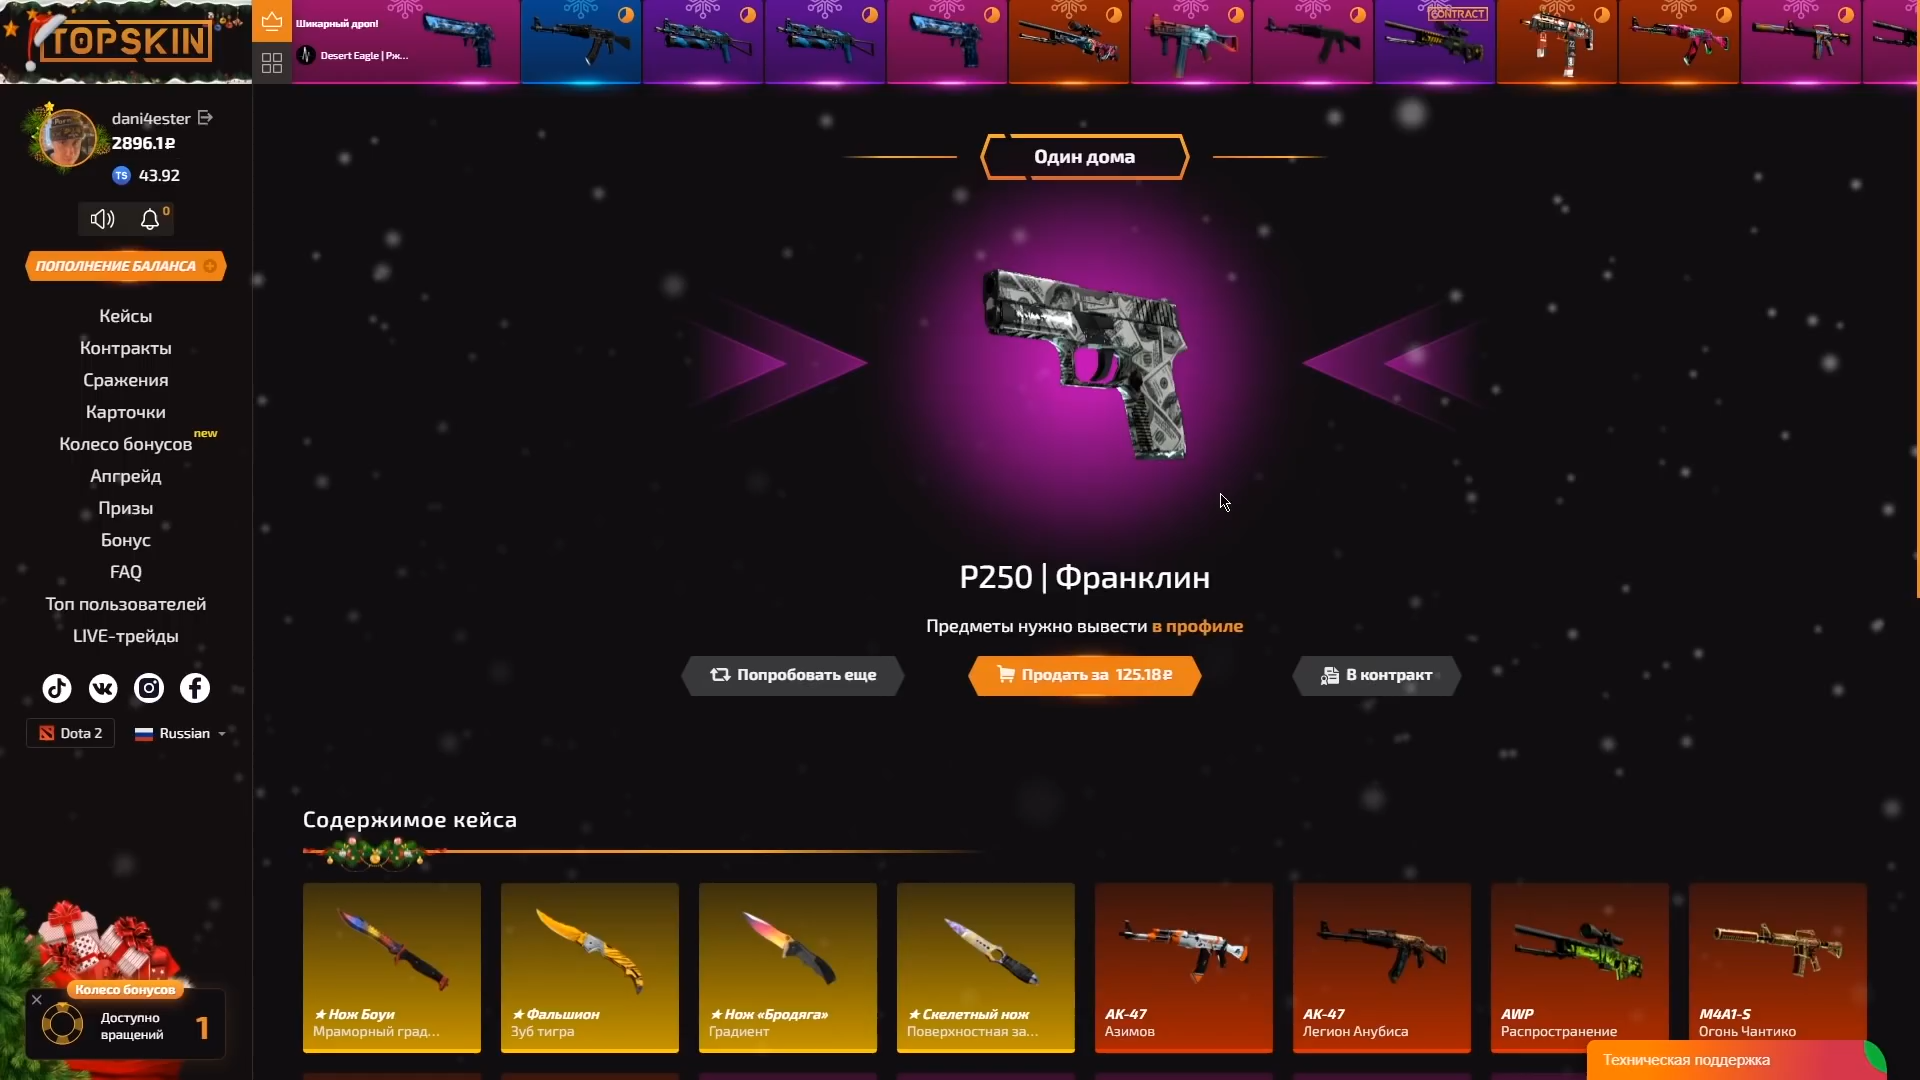 TOPSKIN
Шикарный дроп!
Desert Eagle | Рж...
CONTRACT
dani4ester
2896.1₽
TS 43.92
0
ПОПОЛНЕНИЕ БАЛАНСА
Кейсы
Контракты
Сражения
Карточки
Колесо бонусов new
Апгрейд
Призы
Бонус
FAQ
Топ пользователей
LIVE-трейды
Dota 2
Russian
Колесо бонусов
Доступно
вращений
1
Один дома
P250 | Франклин
Предметы нужно вывести в профиле
Попробовать еще
Продать за 125.18₽
В контракт
Содержимое кейса
★ Нож Боуи
Мраморный град...
★ Фальшион
Зуб тигра
★ Нож «Бродяга»
Градиент
★ Скелетный нож
Поверхностная за...
AK-47
Азимов
AK-47
Легион Анубиса
AWP
Распространение
M4A1-S
Огонь Чантико
Техническая поддержка